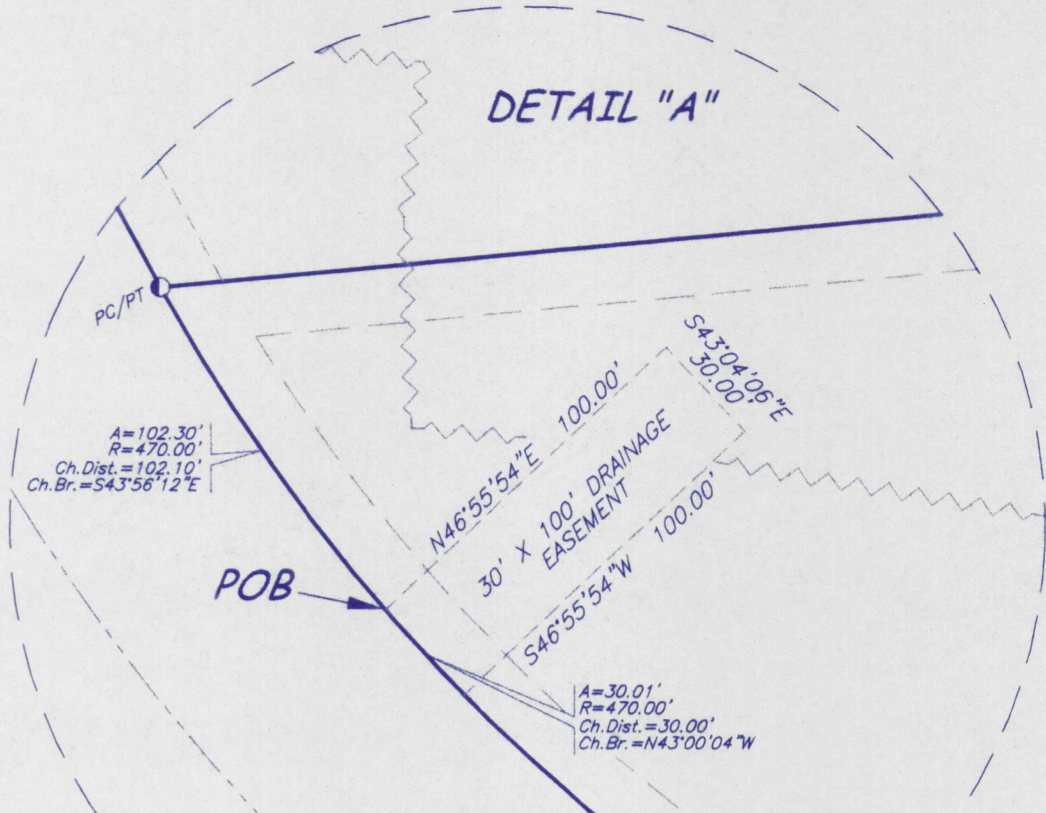 DETAIL "A"
PC/PT
A=102.30'
R=470.00'
Ch.Dist.=102.10'
Ch.Br.=S43°56'12"E
S43°04'06"E
30.00'
N46°55'54"E 100.00'
30' X 100' DRAINAGE
EASEMENT
S46°55'54"W 100.00'
POB
A=30.01'
R=470.00'
Ch.Dist.=30.00'
Ch.Br.=N43°00'04"W